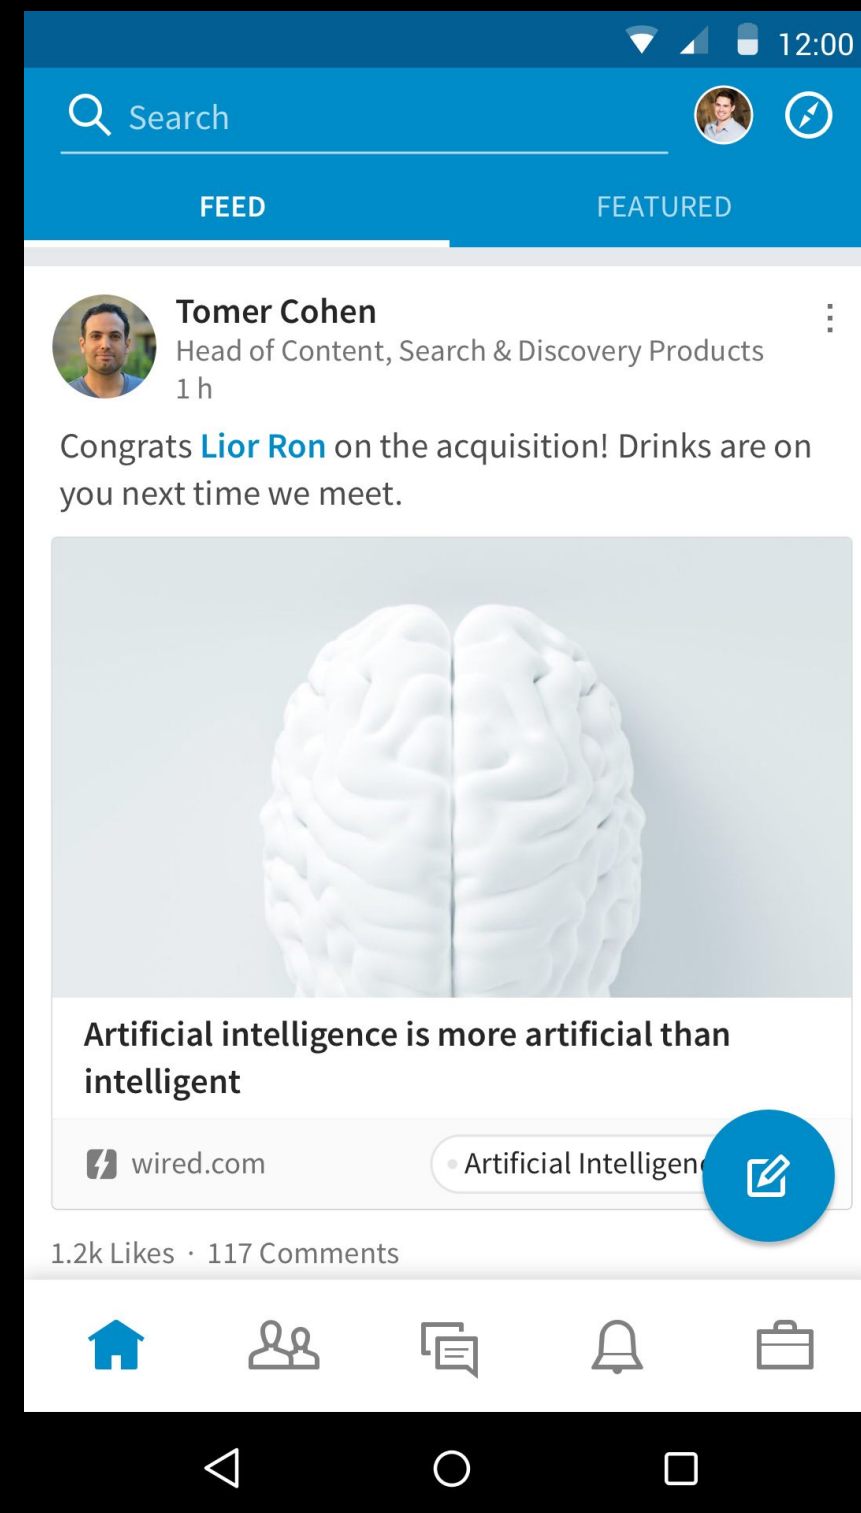 12:00
Search
FEED
FEATURED
Tomer Cohen
Head of Content, Search & Discovery Products
1 h
Congrats Lior Ron on the acquisition! Drinks are on
you next time we meet.
Artificial intelligence is more artificial than
intelligent
wired.com
Artificial
1.2k Likes · 117 Comments